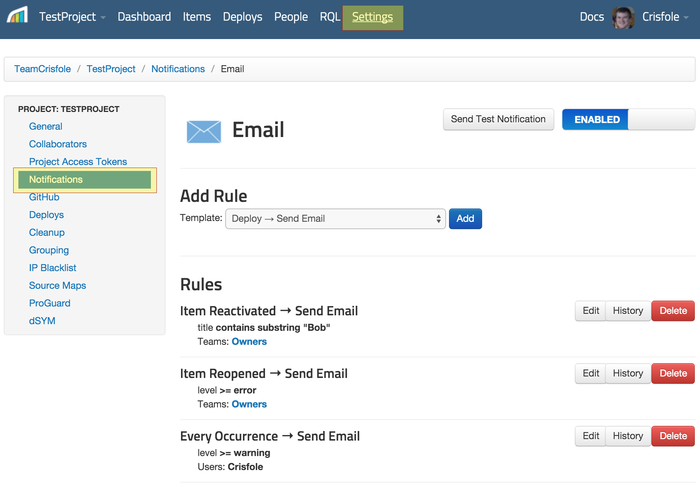 TestProject Dashboard Items Deploys People RQL Settings Docs Crisfole
TeamCrisfole / TestProject / Notifications / Email
PROJECT: TESTPROJECT
General
Collaborators
Project Access Tokens
Notifications
GitHub
Deploys
Cleanup
Grouping
IP Blacklist
Source Maps
ProGuard
dSYM
Email
Send Test Notification
ENABLED
Add Rule
Template: Deploy → Send Email Add
Rules
Item Reactivated → Send Email Edit History Delete
title contains substring "Bob"
Teams: Owners
Item Reopened → Send Email Edit History Delete
level >= error
Teams: Owners
Every Occurrence → Send Email Edit History Delete
level >= warning
Users: Crisfole